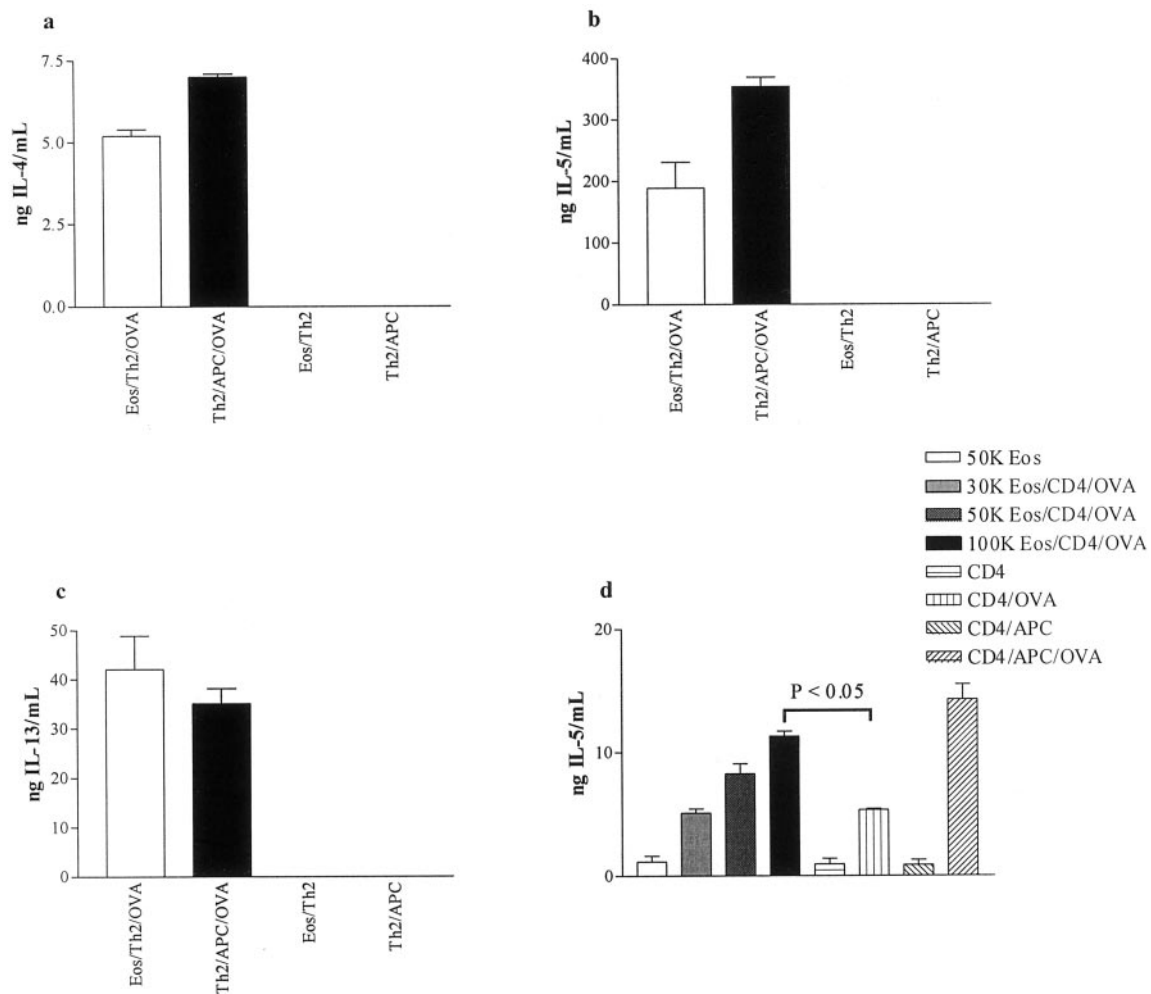 a
7.5
5.0
2.5
0.0
ng IL-4/mL
Eos/Th2/OVA
Th2/APC/OVA
Eos/Th2
Th2/APC
b
400
300
200
100
0
ng IL-5/mL
Eos/Th2/OVA
Th2/APC/OVA
Eos/Th2
Th2/APC
c
50
40
30
20
10
0
ng IL-13/mL
Eos/Th2/OVA
Th2/APC/OVA
Eos/Th2
Th2/APC
50K Eos
30K Eos/CD4/OVA
50K Eos/CD4/OVA
100K Eos/CD4/OVA
CD4
CD4/OVA
CD4/APC
CD4/APC/OVA
d
20
10
0
ng IL-5/mL
P < 0.05